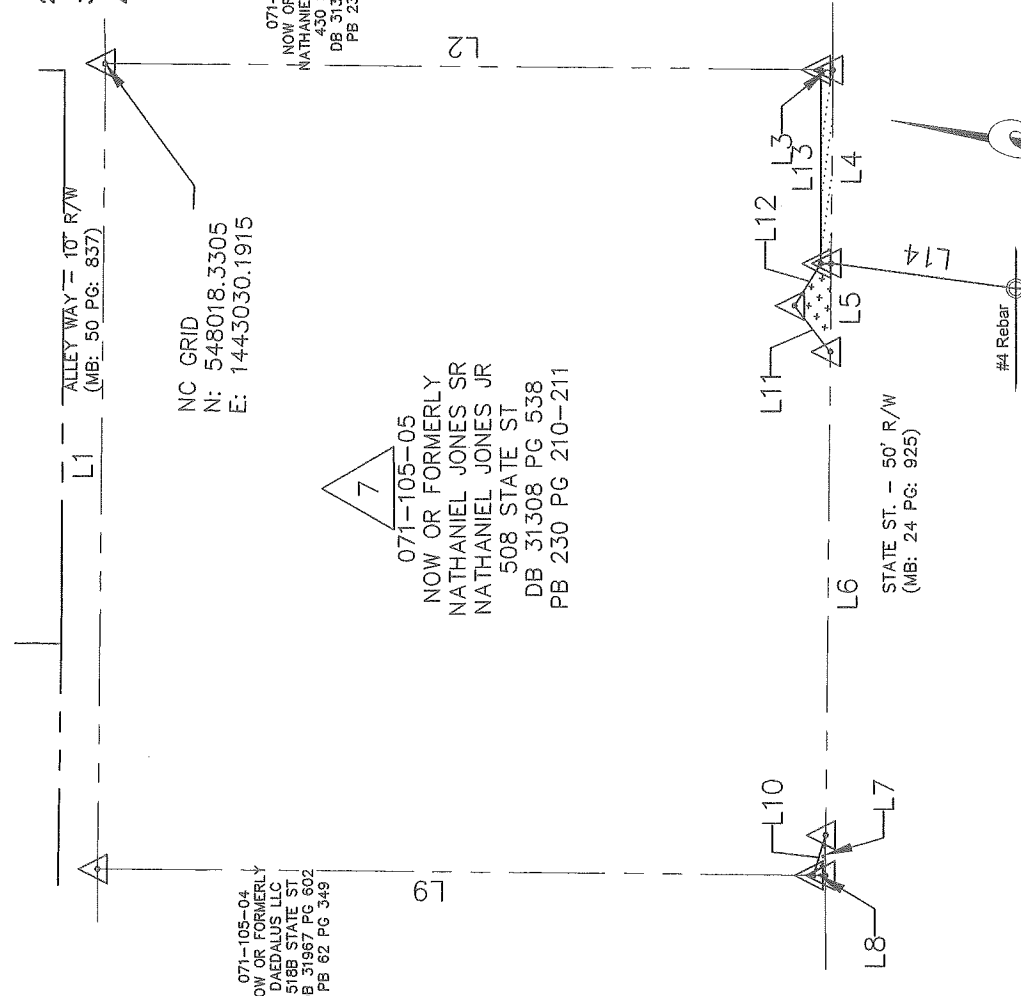 071-
NOW OR
NATHANIEL
430
DB 313
PB 23
ALLEY WAY – 10' R/W
(MB: 50 PG: 837)
L1
L2
NC GRID
N: 548018.3305
E: 1443030.1915
7
071-105-05
NOW OR FORMERLY
NATHANIEL JONES SR
NATHANIEL JONES JR
508 STATE ST
DB 31308 PG 538
PB 230 PG 210-211
L3
L13
L4
L12
L14
L5
L11
#4 Rebar
STATE ST. – 50' R/W
(MB: 24 PG: 925)
L6
L10
L7
L9
L8
071-105-04
OW OR FORMERLY
DAEDALUS LLC
518B STATE ST
B 31967 PG 602
PB 62 PG 349